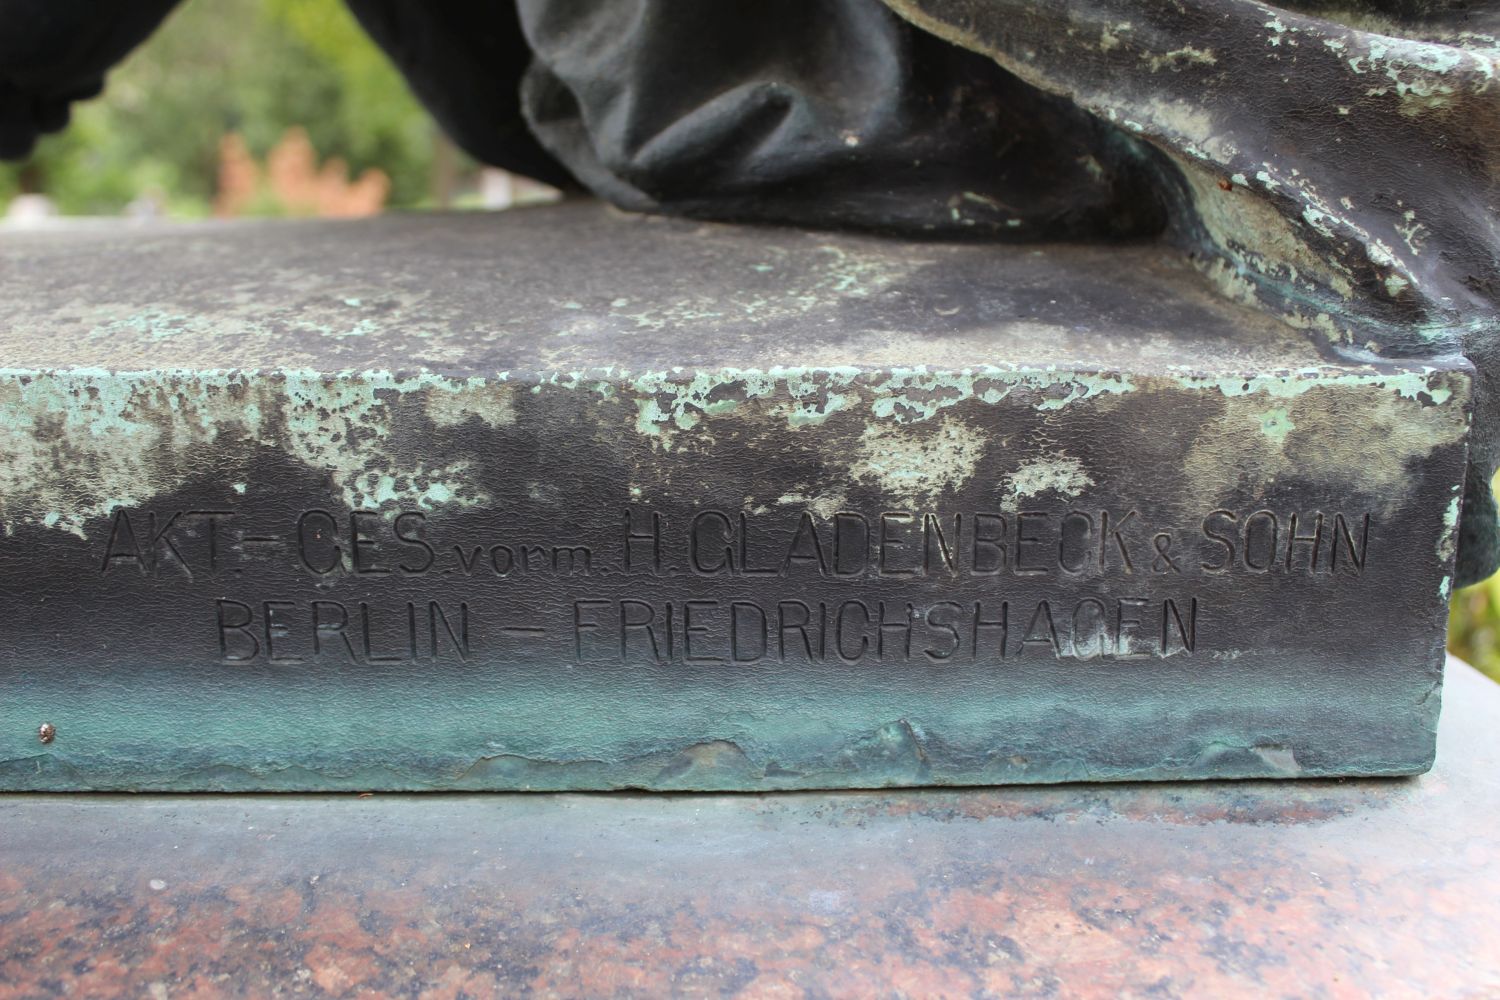 AKT.-GES. vorm. H. GLADENBECK & SOHN
BERLIN – FRIEDRICHSHAGEN